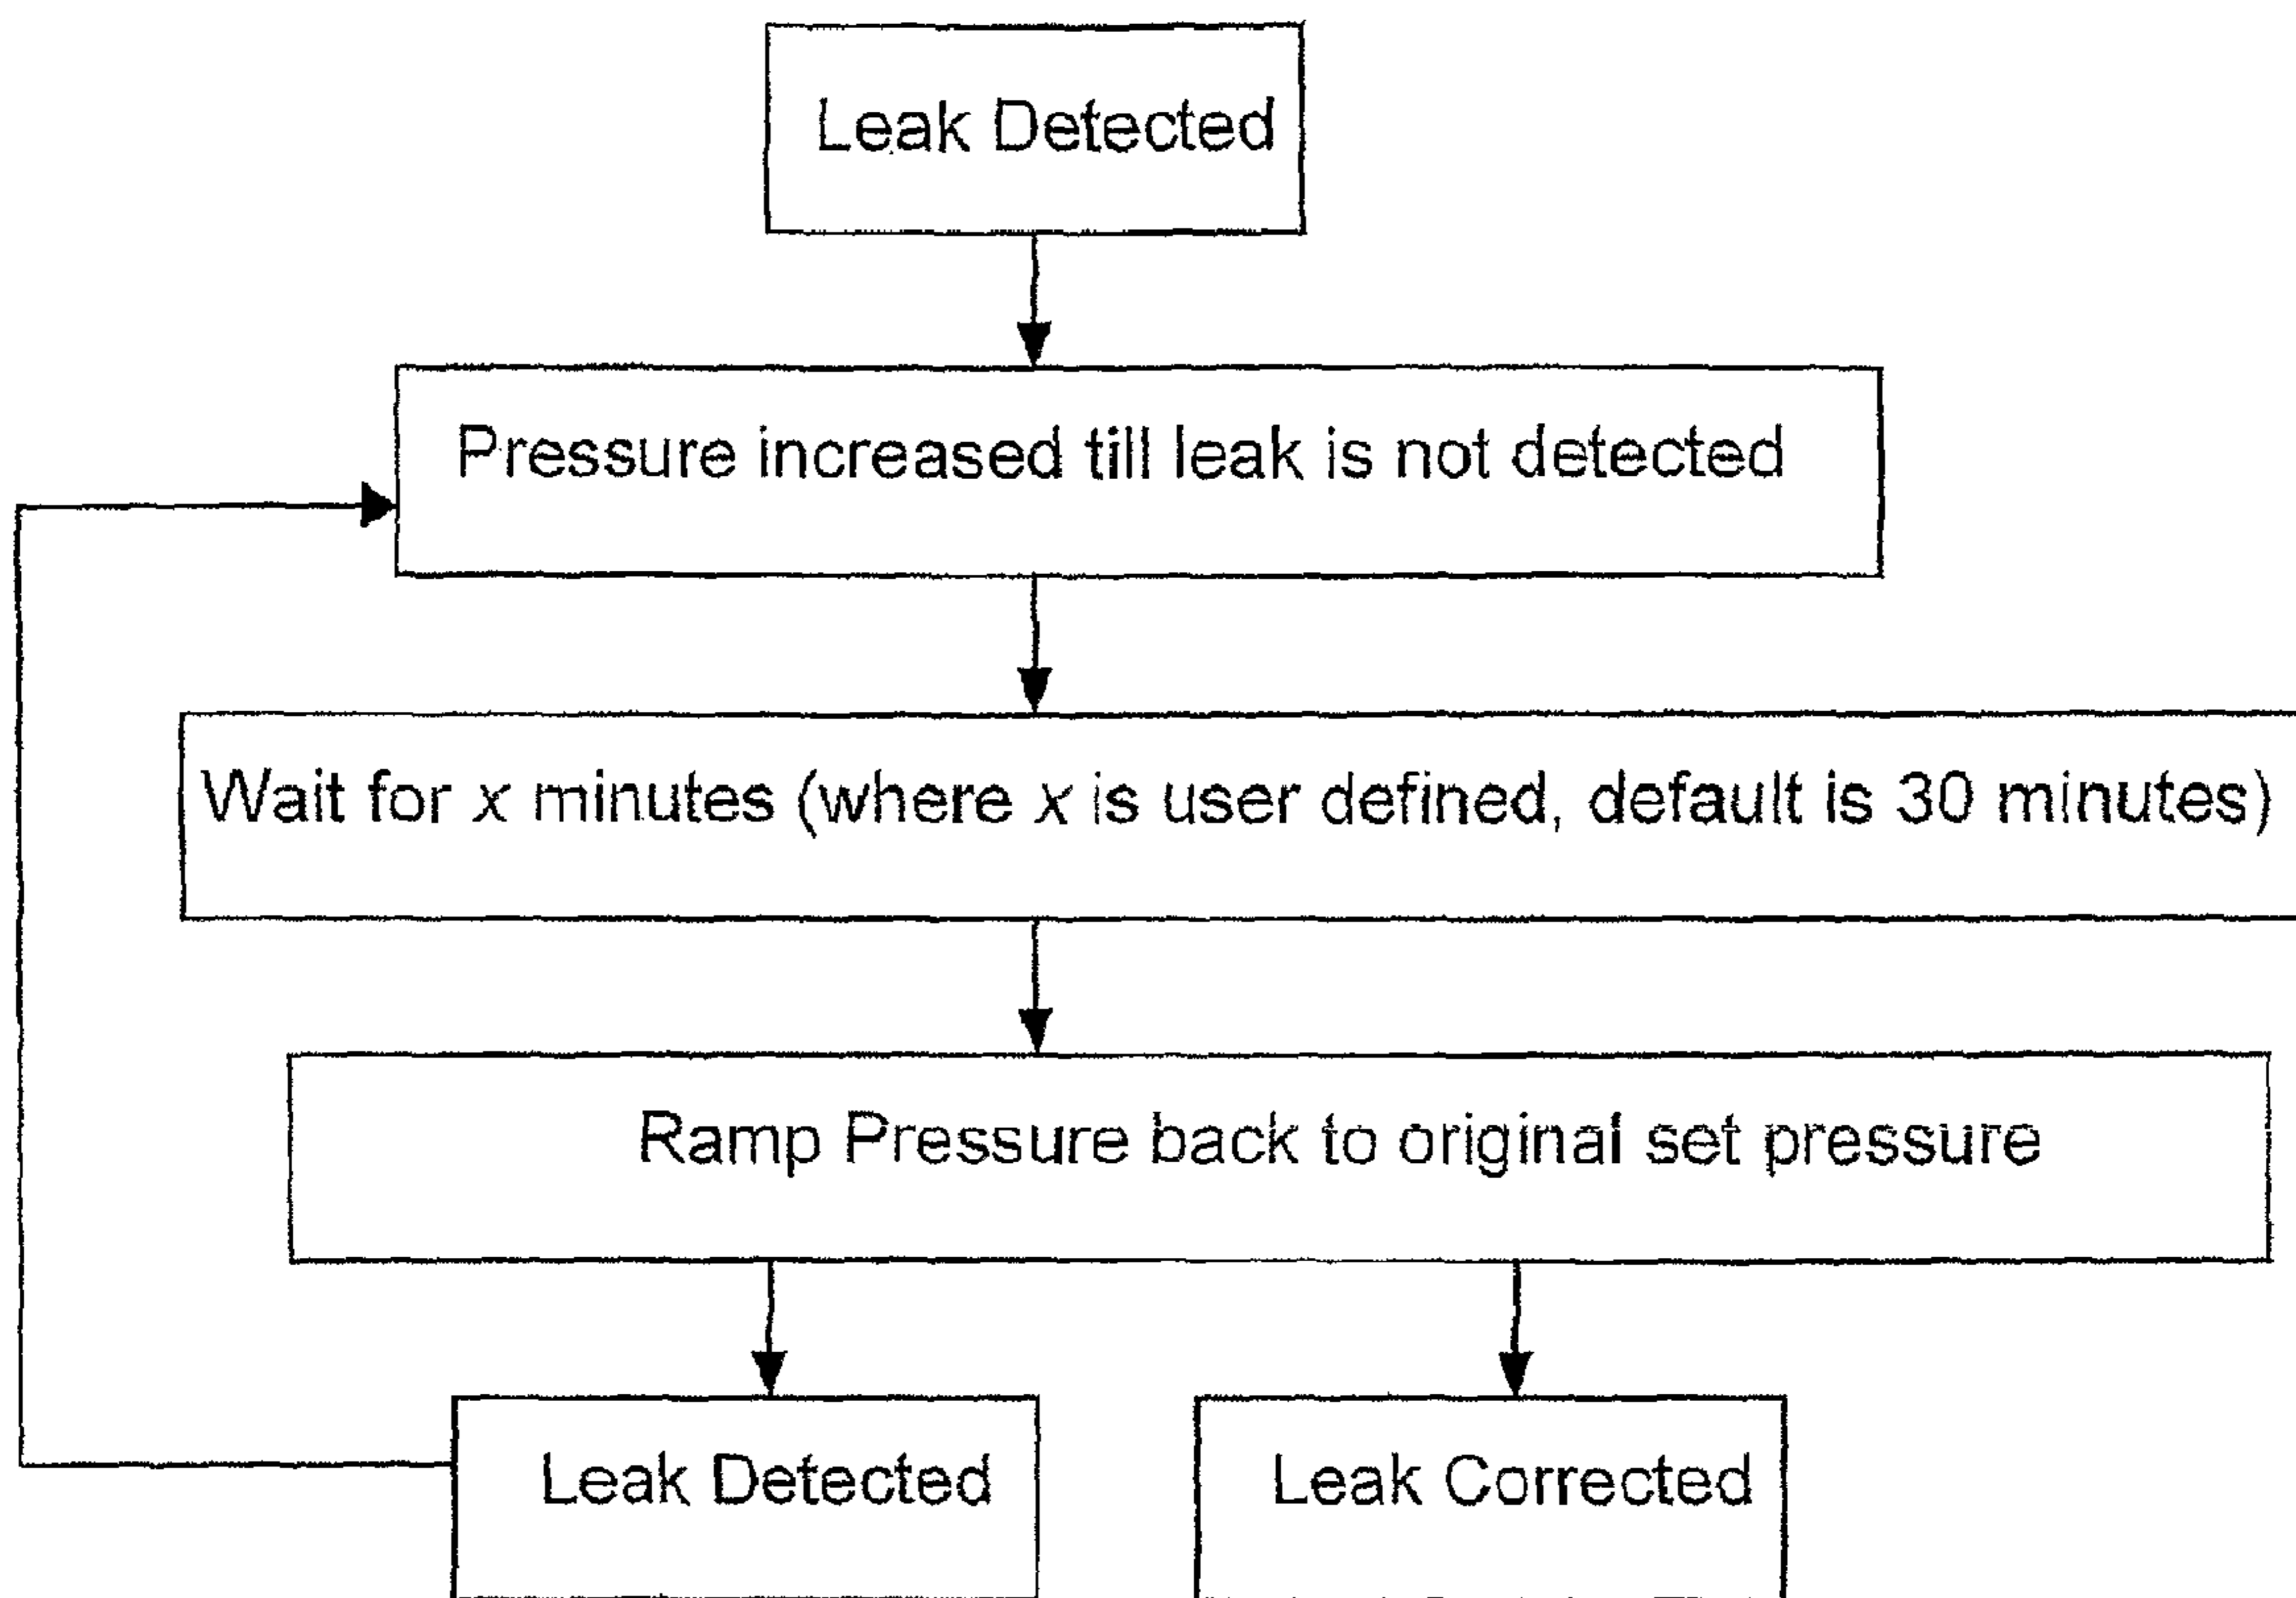 Leak Detected
Pressure increased till leak is not detected
Wait for x minutes (where x is user defined, default is 30 minutes)
Ramp Pressure back to original set pressure
Leak Detected
Leak Corrected